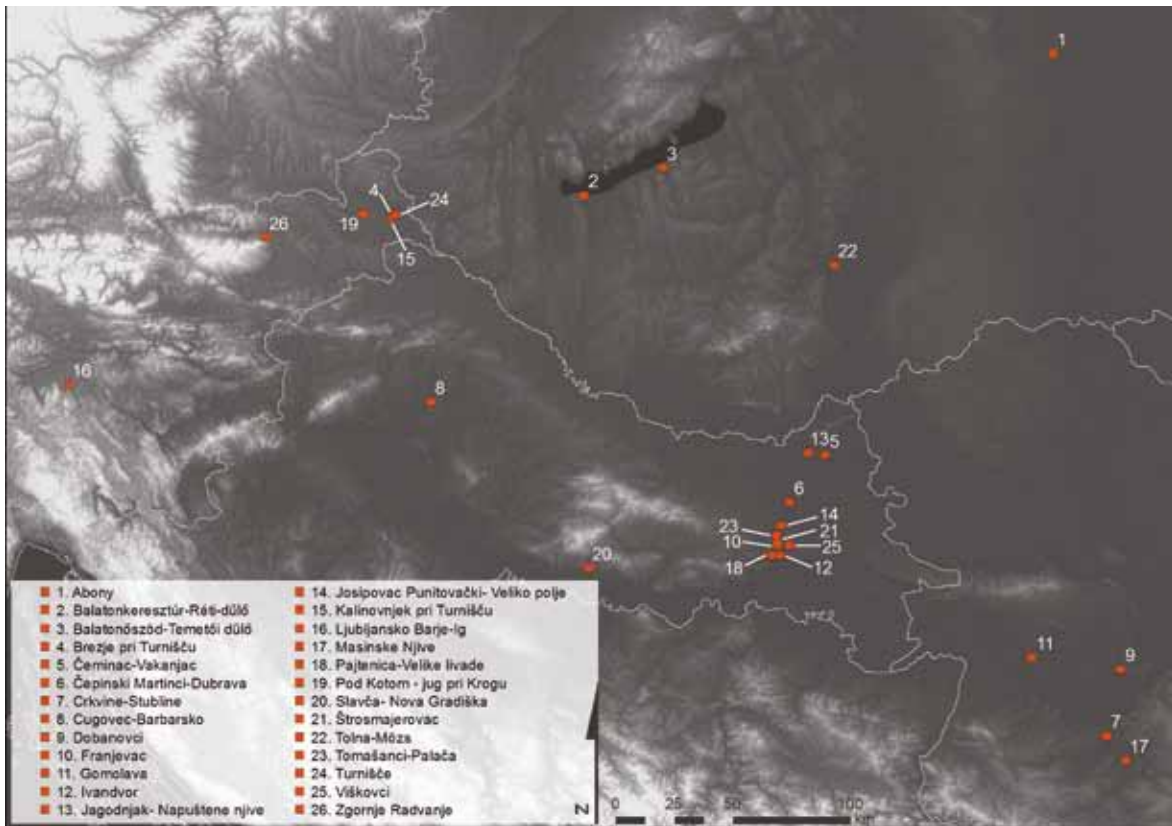 1
3
2
4
24
19
26
15
22
16
8
13
5
6
14
23
21
10
25
18
12
20
11
9
7
17
1. Abony
2. Balatonkeresztúr-Réti-dűlő
3. Balatonőszöd-Temetői dűlő
4. Brezje pri Turnišču
5. Čeminac-Vakanjac
6. Čepinski Martinci-Dubrava
7. Crkvine-Stubline
8. Cugovec-Barbarsko
9. Dobanovci
10. Franjevac
11. Gomolava
12. Ivandvor
13. Jagodnjak- Napuštene njive
14. Josipovac Punitovački- Veliko polje
15. Kalinovnjek pri Turnišču
16. Ljubljansko Barje-Ig
17. Masinske Njive
18. Pajtenica-Velike livade
19. Pod Kotom - jug pri Krogu
20. Slavča- Nova Gradiška
21. Štrosmajerovac
22. Tolna-Mözs
23. Tomašanci-Palača
24. Turnišče
25. Viškovci
26. Zgornje Radvanje
Z
0 25 50 100
km